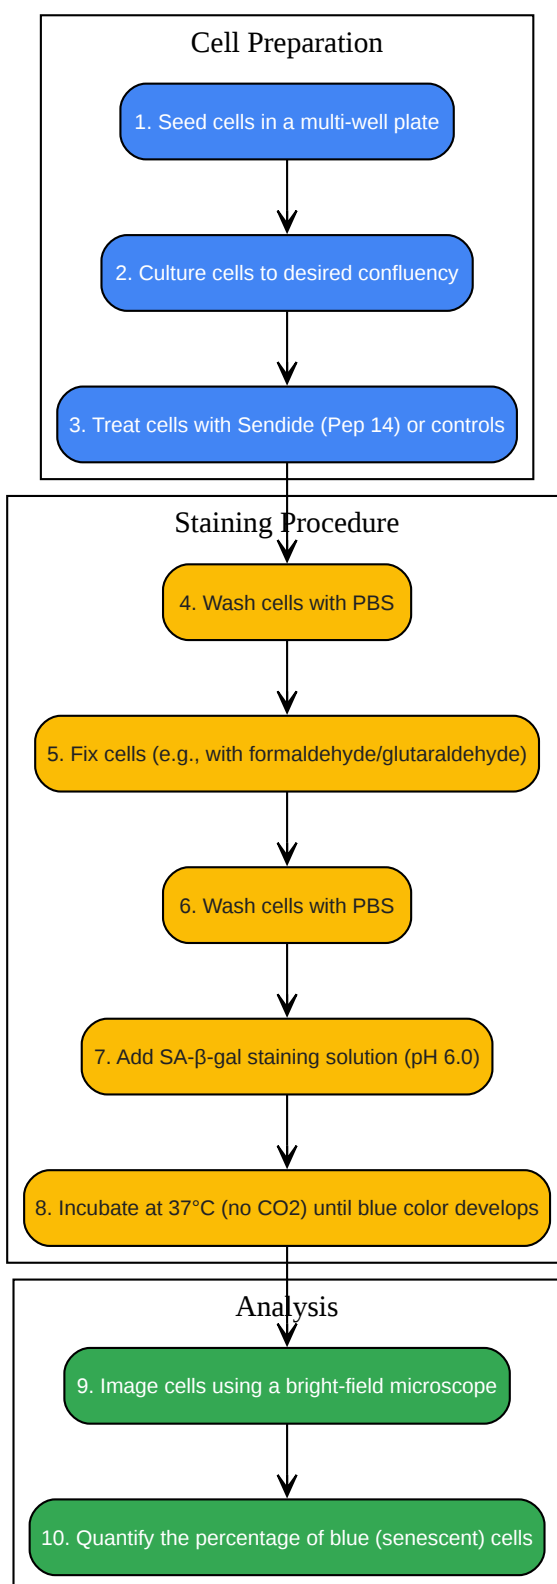 Cell Preparation
1. Seed cells in a multi-well plate
2. Culture cells to desired confluency
3. Treat cells with Sendide (Pep 14) or controls
Staining Procedure
4. Wash cells with PBS
5. Fix cells (e.g., with formaldehyde/glutaraldehyde)
6. Wash cells with PBS
7. Add SA-β-gal staining solution (pH 6.0)
8. Incubate at 37°C (no CO2) until blue color develops
Analysis
9. Image cells using a bright-field microscope
10. Quantify the percentage of blue (senescent) cells